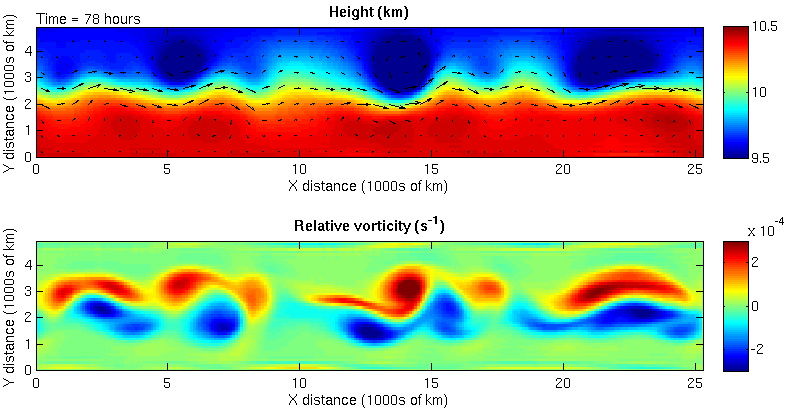 Height (km)
Time = 78 hours
Y distance (1000s of km)
4
3
2
1
0
0 5 10 15 20 25
X distance (1000s of km)
10.5
10
9.5
Relative vorticity (s-1)
Y distance (1000s of km)
4
3
2
1
0
0 5 10 15 20 25
X distance (1000s of km)
x 10-4
2
0
-2